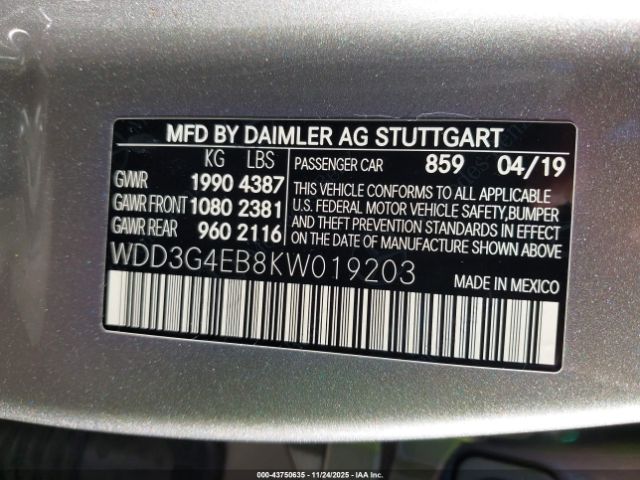 MFD BY DAIMLER AG STUTTGART
KG LBS PASSENGER CAR 859 04/19
GVWR 1990 4387
GAWR FRONT 1080 2381
GAWR REAR 960 2116
THIS VEHICLE CONFORMS TO ALL APPLICABLE
U.S. FEDERAL MOTOR VEHICLE SAFETY,BUMPER
AND THEFT PREVENTION STANDARDS IN EFFECT
ON THE DATE OF MANUFACTURE SHOWN ABOVE
WDD3G4EB8KW019203
MADE IN MEXICO
000-43750635 - 11/24/2025 - IAA Inc.